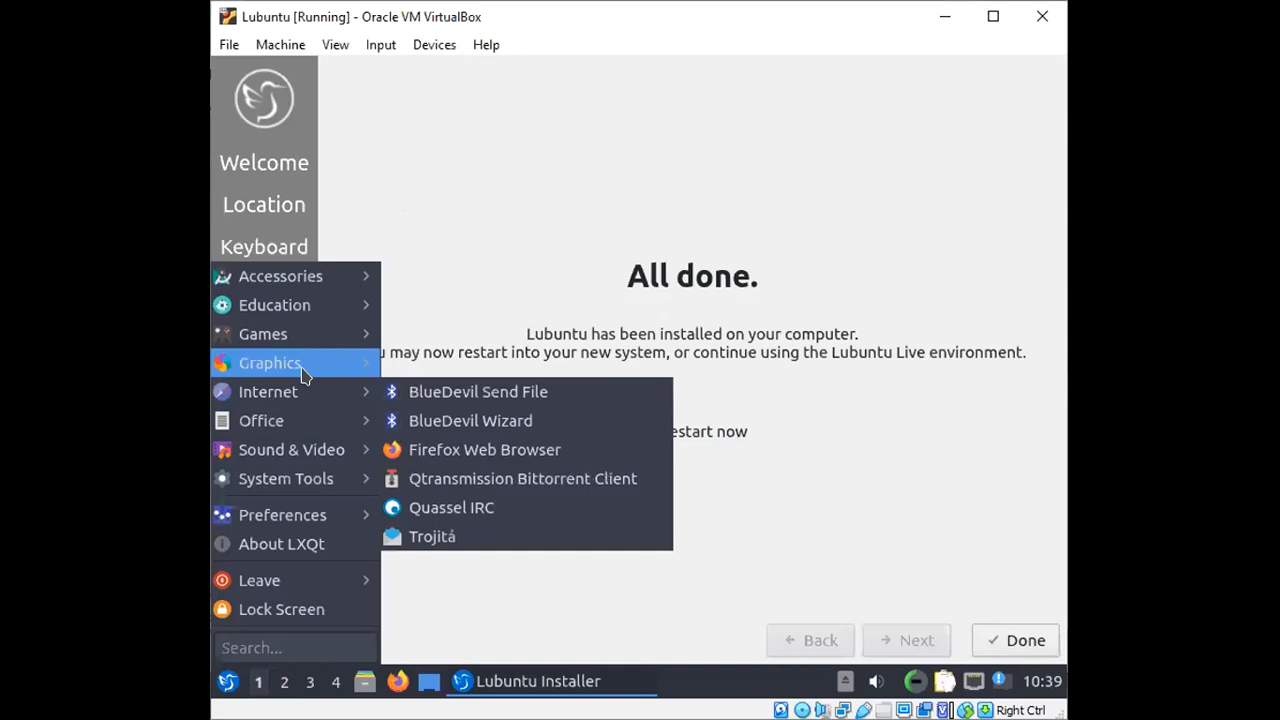 Lubuntu [Running] - Oracle VM VirtualBox
File Machine View Input Devices Help
Welcome
Location
Keyboard
Accessories
Education
Games
Graphics
Internet
Office
Sound & Video
System Tools
Preferences
About LXQt
Leave
Lock Screen
Search...
BlueDevil Send File
BlueDevil Wizard
Firefox Web Browser
Qtransmission Bittorrent Client
Quassel IRC
Trojitá
All done.
Lubuntu has been installed on your computer.
may now restart into your new system, or continue using the Lubuntu Live environment.
estart now
Back Next Done
1 2 3 4 Lubuntu Installer 10:39
Right Ctrl